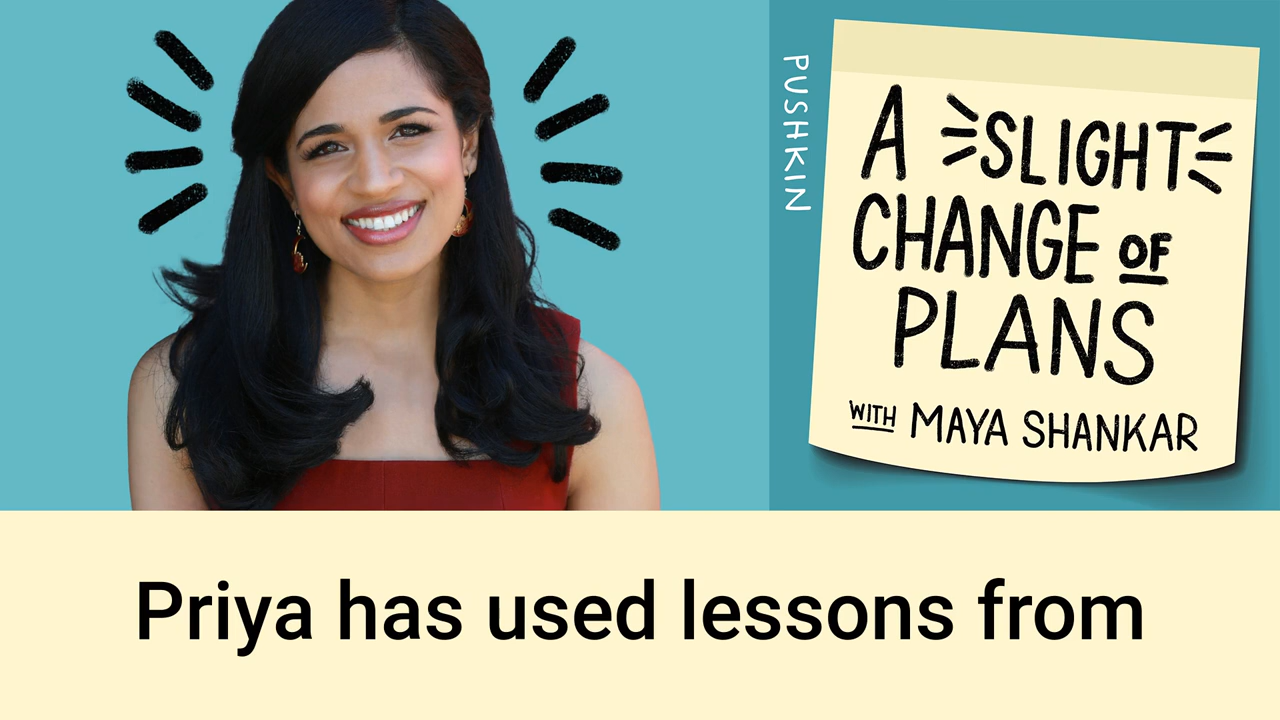 PUSHKIN
A SLIGHT
CHANGE OF
PLANS
WITH MAYA SHANKAR
Priya has used lessons from